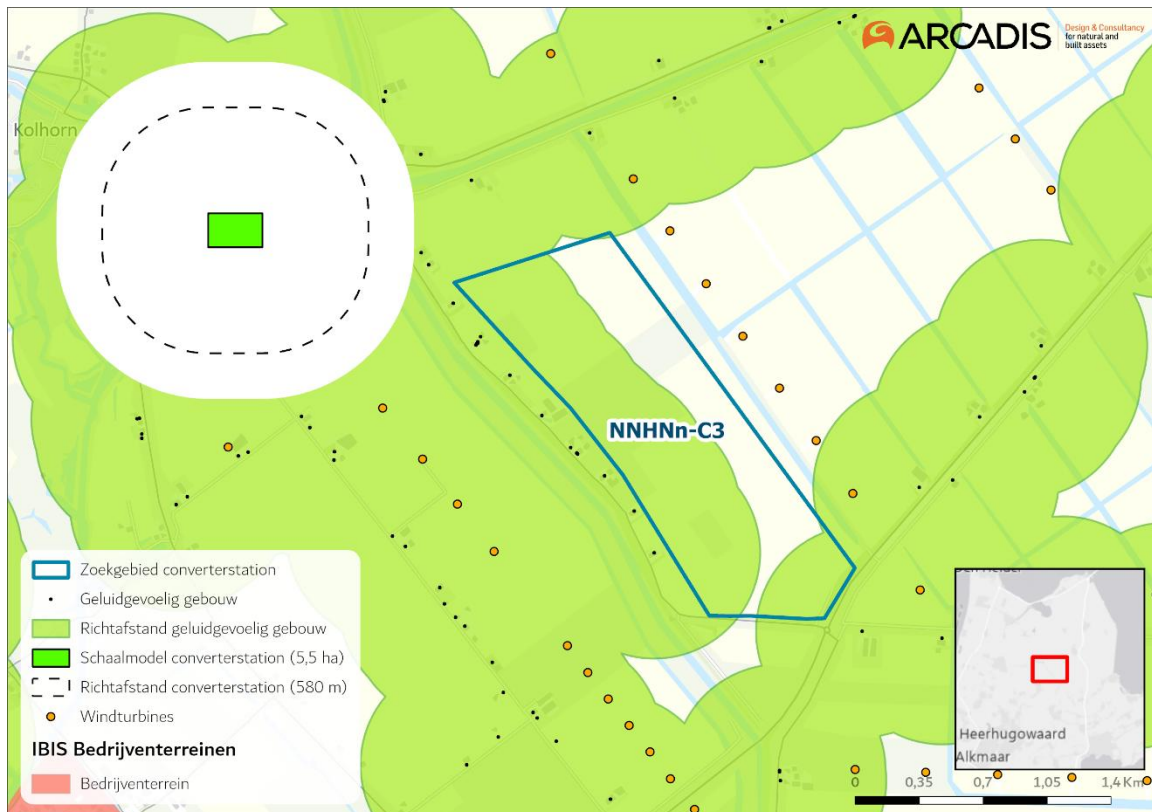 ARCADIS
Design & Consultancy
for natural and
built assets
Kolhorn
NNHNn-C3
Zoekgebied converterstation
Geluidgevoelig gebouw
Richtafstand geluidgevoelig gebouw
Schaalmodel converterstation (5,5 ha)
Richtafstand converterstation (580 m)
Windturbines
IBIS Bedrijventerreinen
Bedrijventerrein
Heerhugowaard
Alkmaar
0 0,35 0,7 1,05 1,4 Km